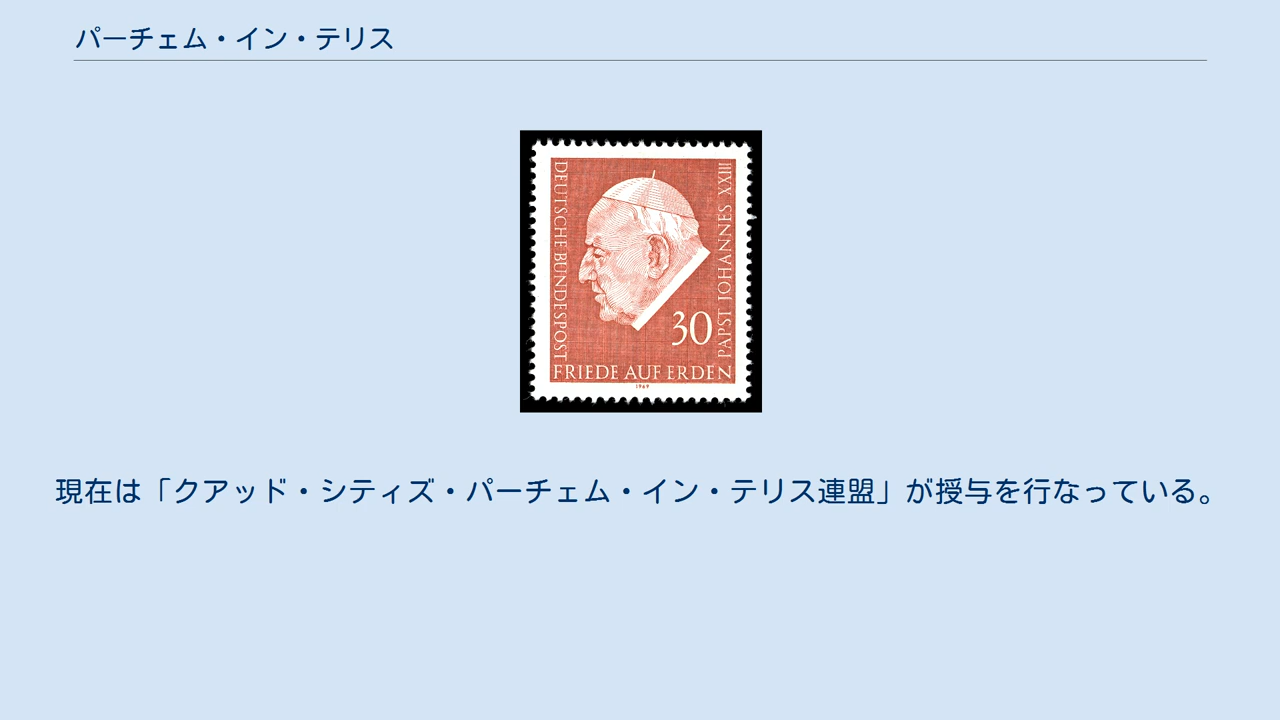 パーチェム・イン・テリス
DEUTSCHE BUNDESPOST
PAPST JOHANNES XXIII
30
FRIEDE AUF ERDEN
1969
現在は「クアッド・シティズ・パーチェム・イン・テリス連盟」が授与を行なっている。